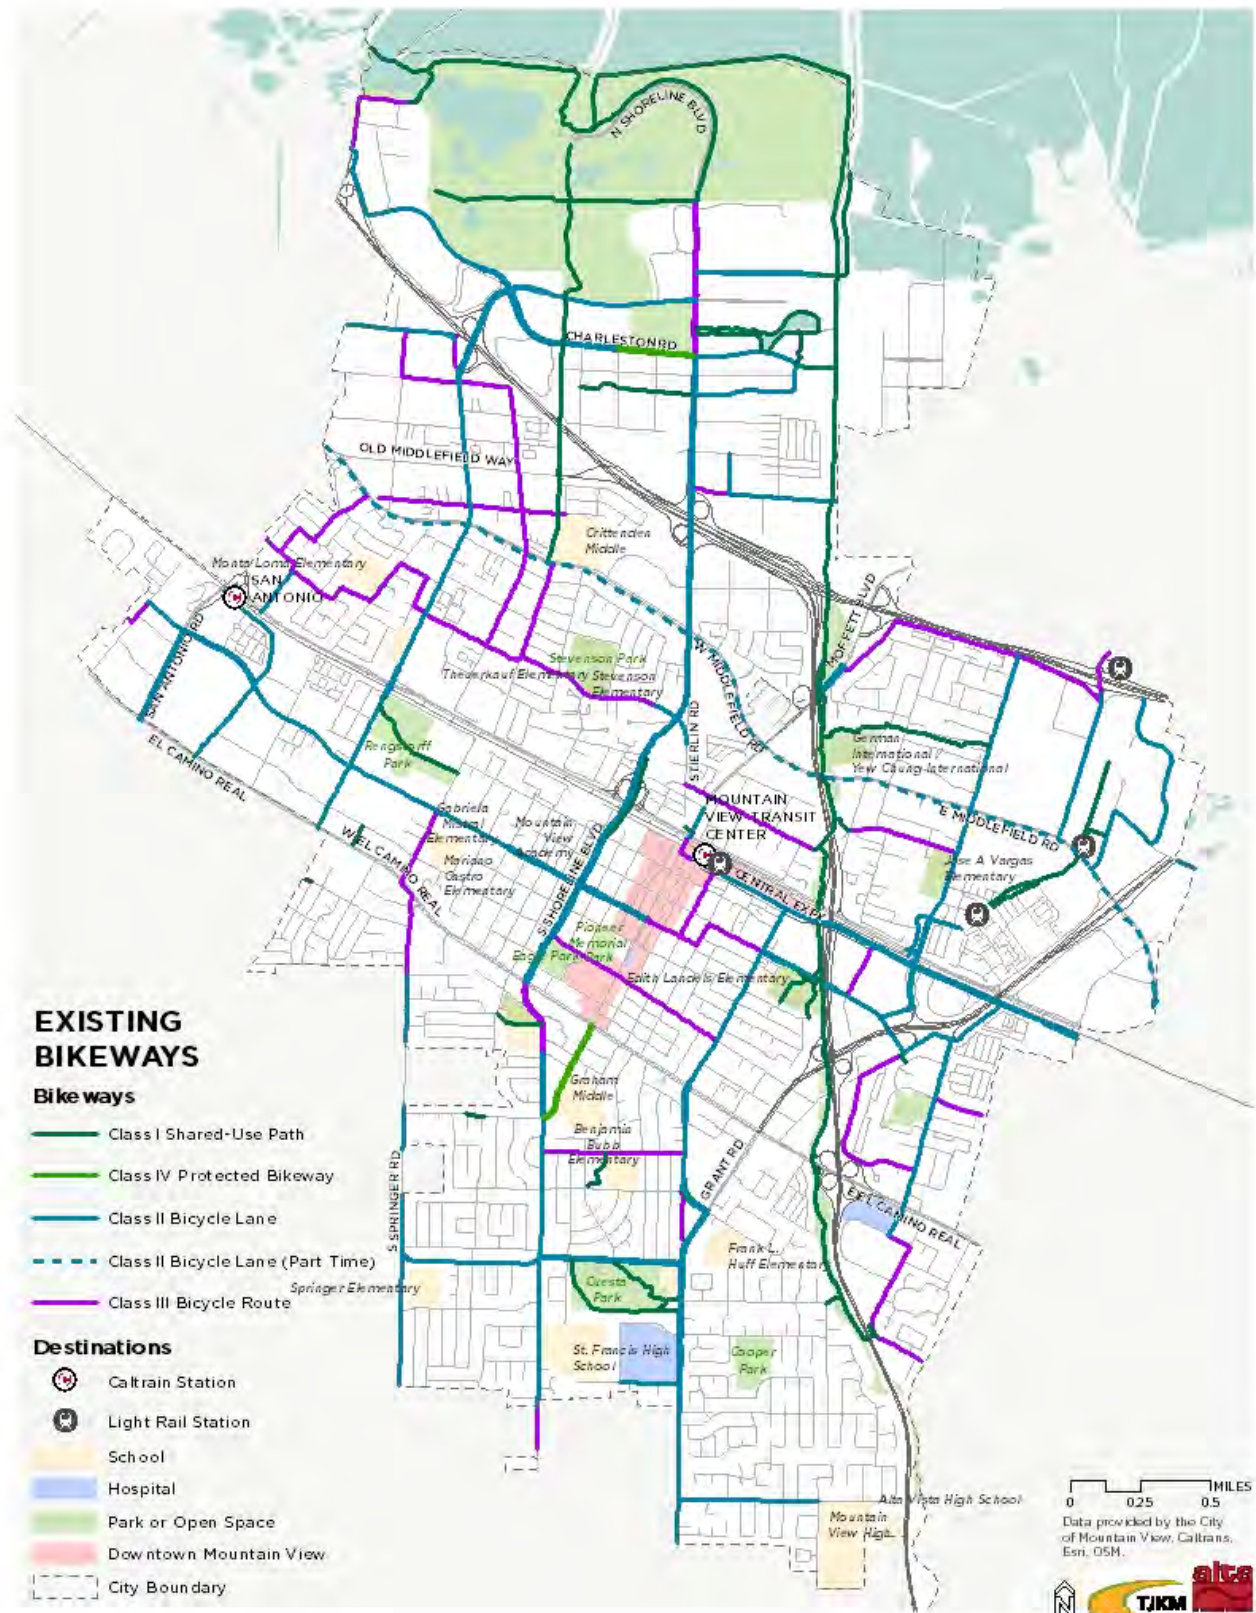 N SHORELINE BLVD
CHARLESTON RD
OLD MIDDLEFIELD WAY
Crittenden
Middle
Monta Loma Elementary
SAN
ANTONIO
MOFFETT BLVD
SAN ANTONIO RD
Stevenson Park
Theuerkauf Elementary Stevenson
Elementary
W MIDDLEFIELD RD
STIERLIN RD
EL CAMINO REAL
Rengstorff
Park
German
International /
Yew Chung International
MOUNTAIN
VIEW TRANSIT
CENTER
E MIDDLEFIELD RD
Gabriela
Mistral
Elementary
Mountain
View
Academy
W EL CAMINO REAL
Mariano
Castro
Elementary
S SHORELINE BLVD
CENTRAL EXPY
Jose A Vargas
Elementary
Pioneer
Memorial
Park
Eagle Park
Edith Landels Elementary
EXISTING
BIKEWAYS
Bikeways
Class I Shared-Use Path
Class IV Protected Bikeway
Class II Bicycle Lane
Class II Bicycle Lane (Part Time)
Class III Bicycle Route
Destinations
Caltrain Station
Light Rail Station
School
Hospital
Park or Open Space
Downtown Mountain View
City Boundary
Graham
Middle
Benjamin
Bubb
Elementary
S SPRINGER RD
GRANT RD
E EL CAMINO REAL
Springer Elementary
Cuesta
Park
Frank L.
Huff Elementary
St. Francis High
School
Cooper
Park
Alta Vista High School
Mountain
View High
MILES
0 0.25 0.5
Data provided by the City
of Mountain View, Caltrans,
Esri, OSM.
N
TJKM
alta